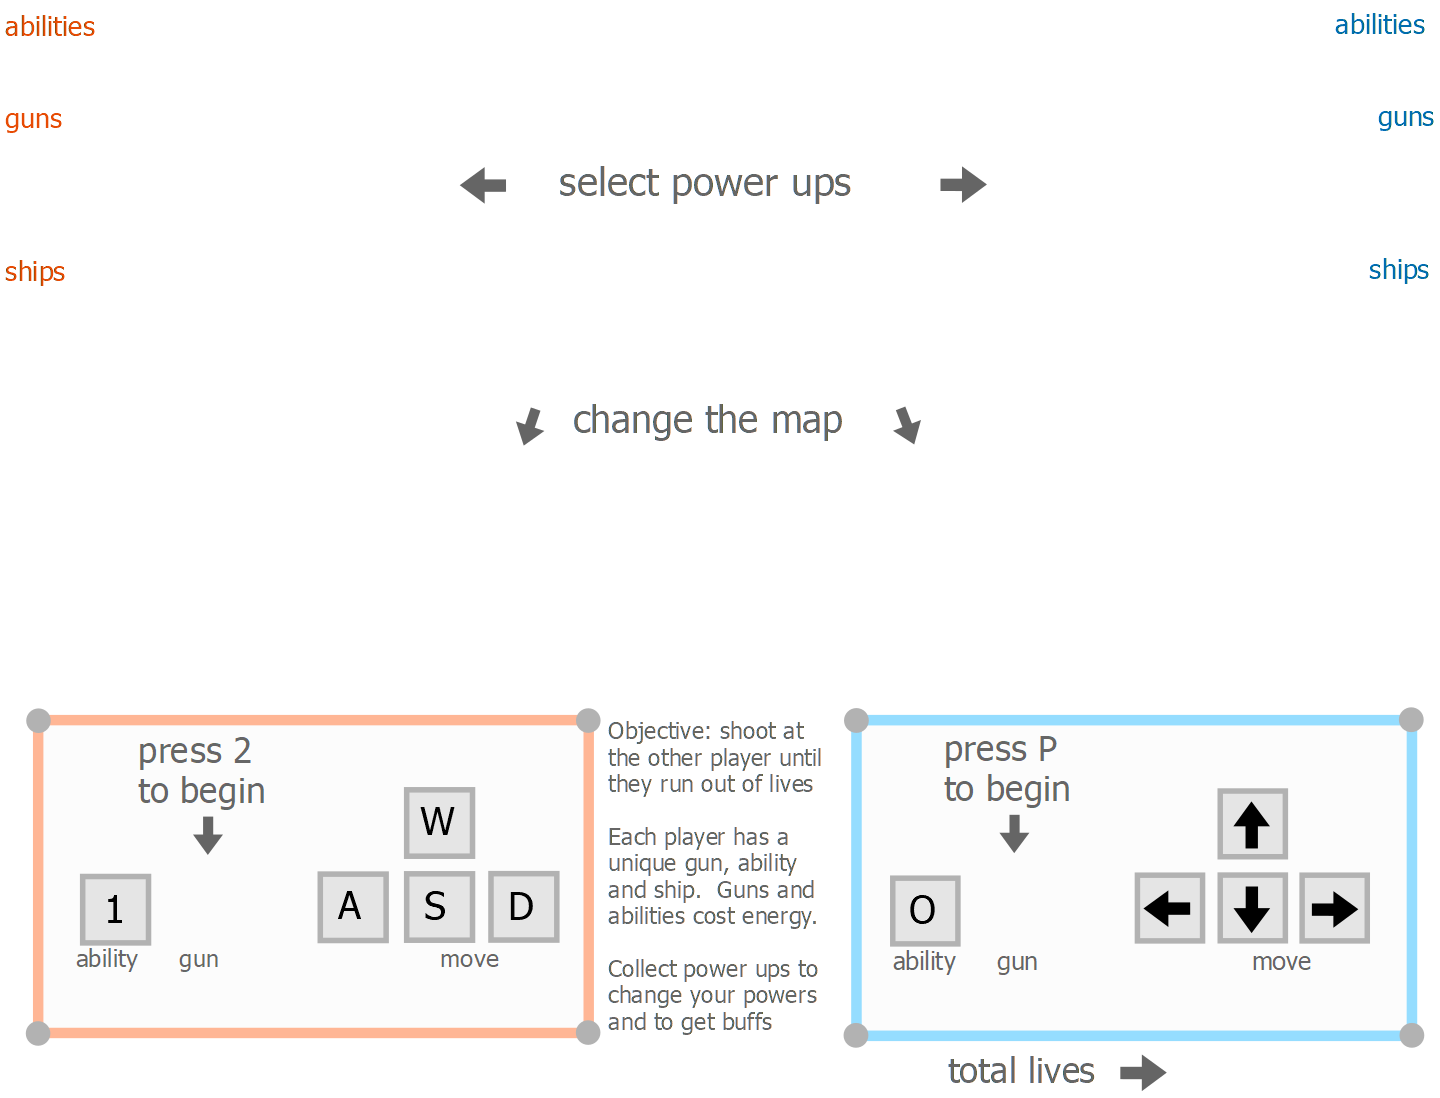 abilities
abilities
guns
guns
select power ups
ships
ships
change the map
press 2
to begin
W
A
S
D
1
ability
gun
move
Objective: shoot at
the other player until
they run out of lives
Each player has a
unique gun, ability
and ship.  Guns and
abilities cost energy.
Collect power ups to
change your powers
and to get buffs
press P
to begin
O
ability
gun
move
total lives